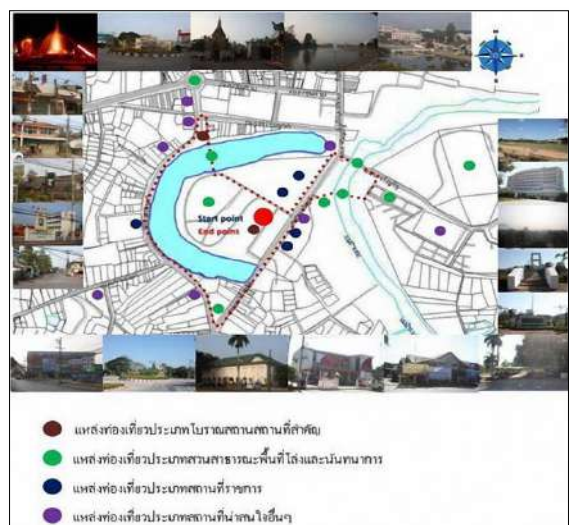 N
Start point
End point
แหล่งท่องเที่ยวประเภทโบราณสถานสถานที่สำคัญ
แหล่งท่องเที่ยวประเภทสวนสาธารณะพื้นที่โล่งและนันทนาการ
แหล่งท่องเที่ยวประเภทสถานที่ราชการ
แหล่งท่องเที่ยวประเภทสถานที่น่าสนใจอื่นๆ